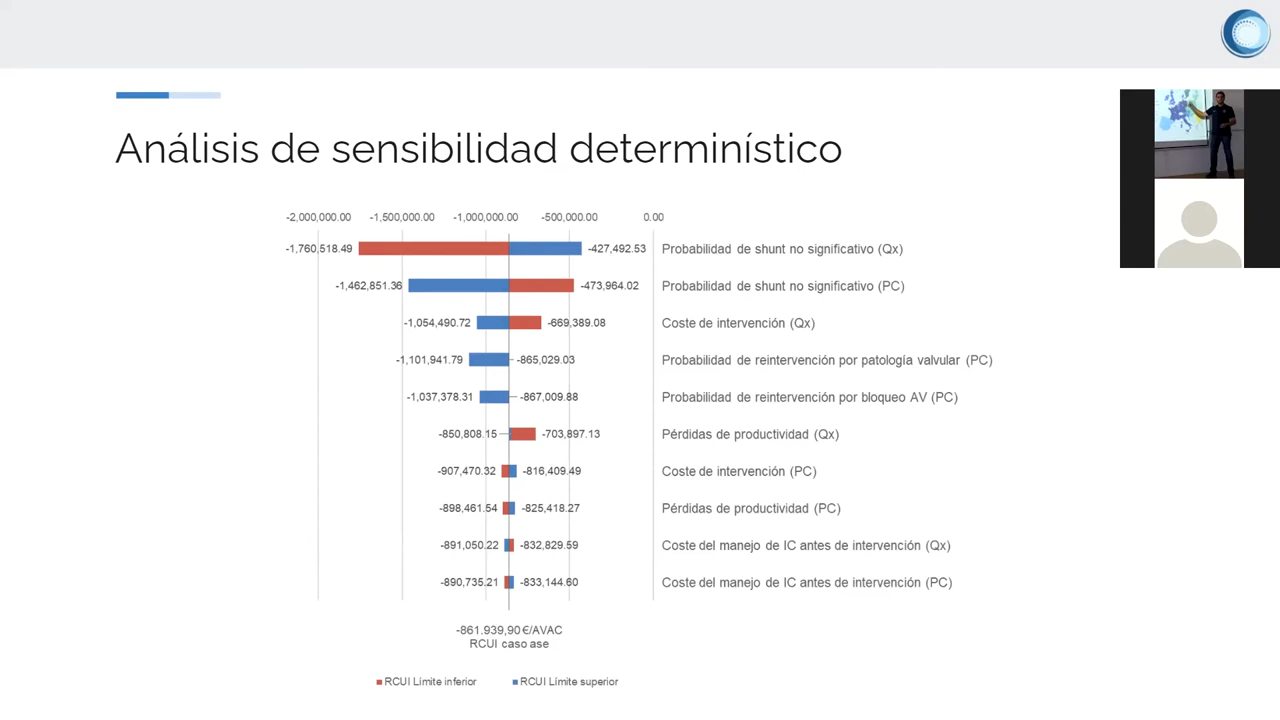 Análisis de sensibilidad determinístico
-2,000,000.00 -1,500,000.00 -1,000,000.00 -500,000.00 0.00
-1,760,518.49 -427,492.53 Probabilidad de shunt no significativo (Qx)
-1,462,851.36 -473,964.02 Probabilidad de shunt no significativo (PC)
-1,054,490.72 -669,389.08 Coste de intervención (Qx)
-1,101,941.79 -865,029.03 Probabilidad de reintervención por patología valvular (PC)
-1,037,378.31 -867,009.88 Probabilidad de reintervención por bloqueo AV (PC)
-850,808.15 -703,897.13 Pérdidas de productividad (Qx)
-907,470.32 -816,409.49 Coste de intervención (PC)
-898,461.54 -825,418.27 Pérdidas de productividad (PC)
-891,050.22 -832,829.59 Coste del manejo de IC antes de intervención (Qx)
-890,735.21 -833,144.60 Coste del manejo de IC antes de intervención (PC)
-861.939,90 €/AVAC
RCUI caso ase
RCUI Límite inferior RCUI Límite superior